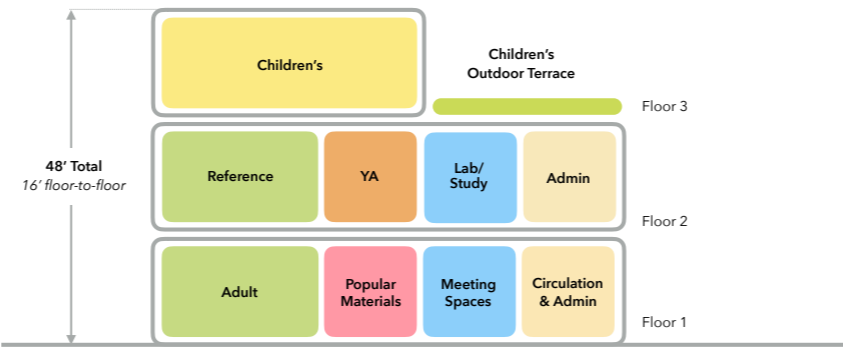 Children's
Children's
Outdoor Terrace
Floor 3
48' Total
16' floor-to-floor
Reference
YA
Lab/
Study
Admin
Floor 2
Adult
Popular
Materials
Meeting
Spaces
Circulation
& Admin
Floor 1